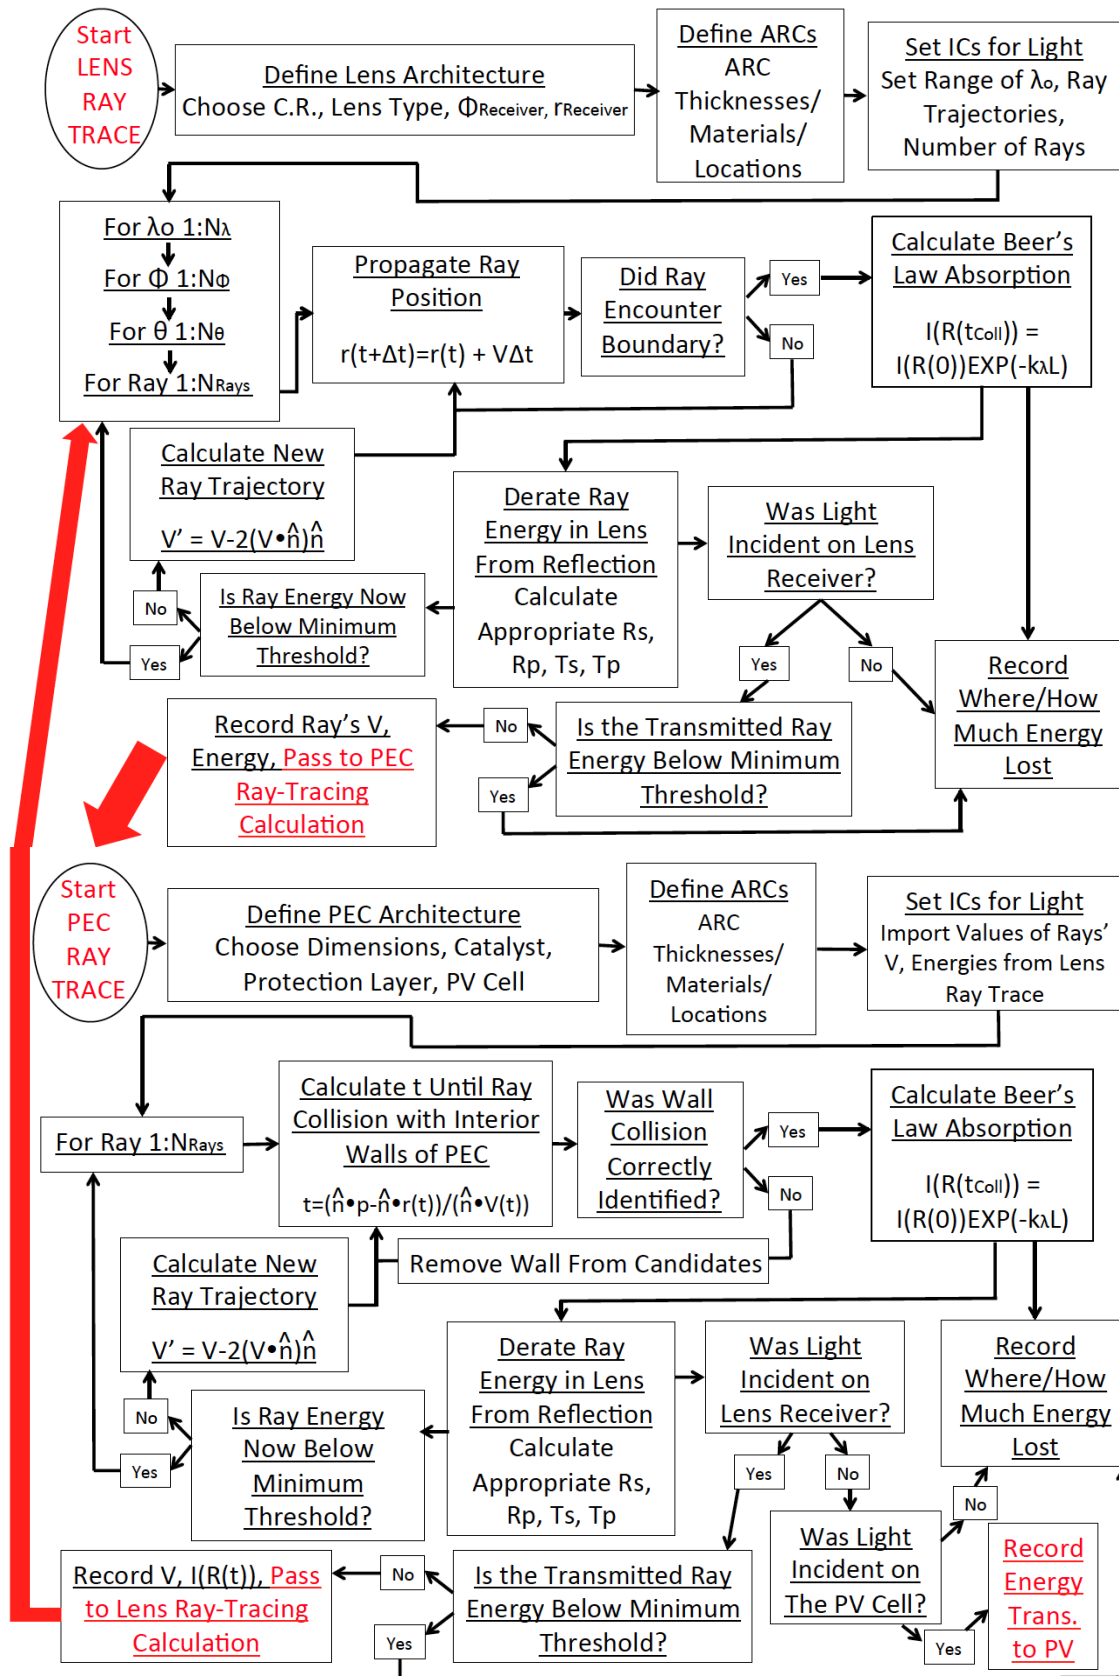 Start
LENS
RAY
TRACE
Define Lens Architecture
Choose C.R., Lens Type, ΦReceiver, rReceiver
Define ARCs
ARC
Thicknesses/
Materials/
Locations
Set ICs for Light
Set Range of λo, Ray
Trajectories,
Number of Rays
For λo 1:Nλ
For Φ 1:NΦ
For θ 1:Nθ
For Ray 1:NRays
Propagate Ray
Position
r(t+Δt)=r(t) + VΔt
Did Ray
Encounter
Boundary?
Yes
No
Calculate Beer's
Law Absorption
I(R(tColl)) =
I(R(0))EXP(-kλL)
Calculate New
Ray Trajectory
V' = V-2(V•n̂)n̂
No
Yes
Is Ray Energy Now
Below Minimum
Threshold?
Derate Ray
Energy in Lens
From Reflection
Calculate
Appropriate Rs,
Rp, Ts, Tp
Was Light
Incident on Lens
Receiver?
Yes
No
Record
Where/How
Much Energy
Lost
Record Ray's V,
Energy, Pass to PEC
Ray-Tracing
Calculation
No
Yes
Is the Transmitted Ray
Energy Below Minimum
Threshold?
Start
PEC
RAY
TRACE
Define PEC Architecture
Choose Dimensions, Catalyst,
Protection Layer, PV Cell
Define ARCs
ARC
Thicknesses/
Materials/
Locations
Set ICs for Light
Import Values of Rays'
V, Energies from Lens
Ray Trace
For Ray 1:NRays
Calculate t Until Ray
Collision with Interior
Walls of PEC
t=(n̂•p-n̂•r(t))/(n̂•V(t))
Was Wall
Collision
Correctly
Identified?
Yes
No
Calculate Beer's
Law Absorption
I(R(tColl)) =
I(R(0))EXP(-kλL)
Remove Wall From Candidates
Calculate New
Ray Trajectory
V' = V-2(V•n̂)n̂
No
Yes
Is Ray Energy
Now Below
Minimum
Threshold?
Derate Ray
Energy in Lens
From Reflection
Calculate
Appropriate Rs,
Rp, Ts, Tp
Was Light
Incident on
Lens Receiver?
Yes
No
Record
Where/How
Much Energy
Lost
Was Light
Incident on
The PV Cell?
No
Yes
Record
Energy
Trans.
to PV
Record V, I(R(t)), Pass
to Lens Ray-Tracing
Calculation
No
Yes
Is the Transmitted Ray
Energy Below Minimum
Threshold?